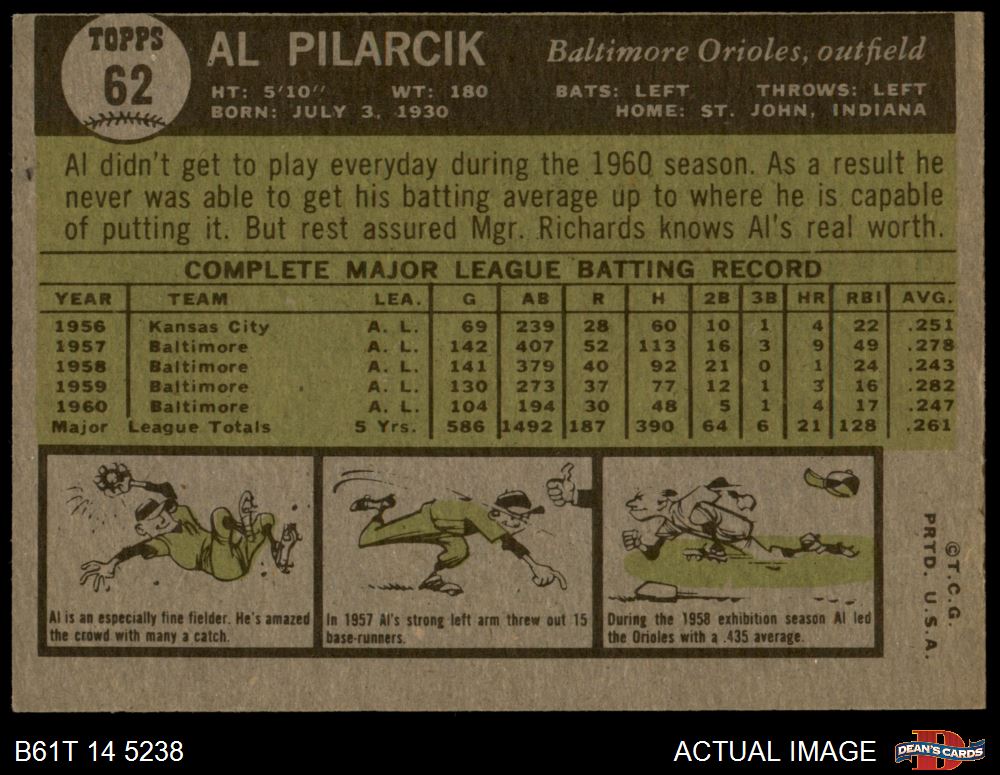 TOPPS
62
AL PILARCIK
Baltimore Orioles, outfield
HT: 5'10" WT: 180 BATS: LEFT THROWS: LEFT
BORN: JULY 3, 1930 HOME: ST. JOHN, INDIANA
Al didn't get to play everyday during the 1960 season. As a result he
never was able to get his batting average up to where he is capable
of putting it. But rest assured Mgr. Richards knows Al's real worth.
COMPLETE MAJOR LEAGUE BATTING RECORD
YEAR TEAM LEA. G AB R H 2B 3B HR RBI AVG.
1956 Kansas City A. L. 69 239 28 60 10 1 4 22 .251
1957 Baltimore A. L. 142 407 52 113 16 3 9 49 .278
1958 Baltimore A. L. 141 379 40 92 21 0 1 24 .243
1959 Baltimore A. L. 130 273 37 77 12 1 3 16 .282
1960 Baltimore A. L. 104 194 30 48 5 1 4 17 .247
Major League Totals 5 Yrs. 586 1492 187 390 64 6 21 128 .261
Al is an especially fine fielder. He's amazed
the crowd with many a catch.
In 1957 Al's strong left arm threw out 15
base-runners.
During the 1958 exhibition season Al led
the Orioles with a .435 average.
©T.C.G.
PRTD. U.S.A.
B61T 14 5238
ACTUAL IMAGE
D
DEAN'S CARDS